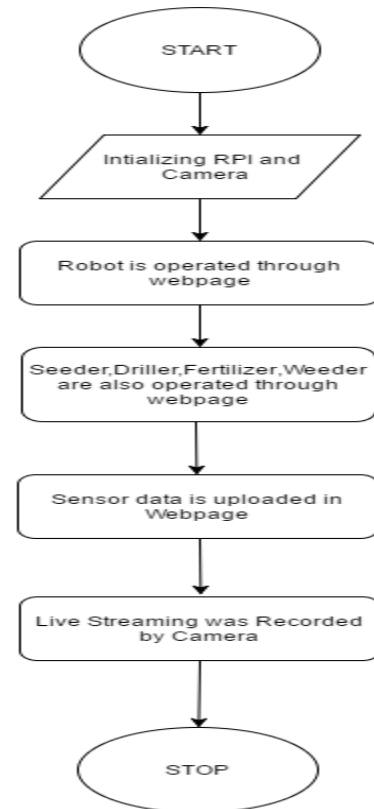 START
Intializing RPI and
Camera
Robot is operated through
webpage
Seeder,Driller,Fertilizer,Weeder
are also operated through
webpage
Sensor data is uploaded in
Webpage
Live Streaming was Recorded
by Camera
STOP